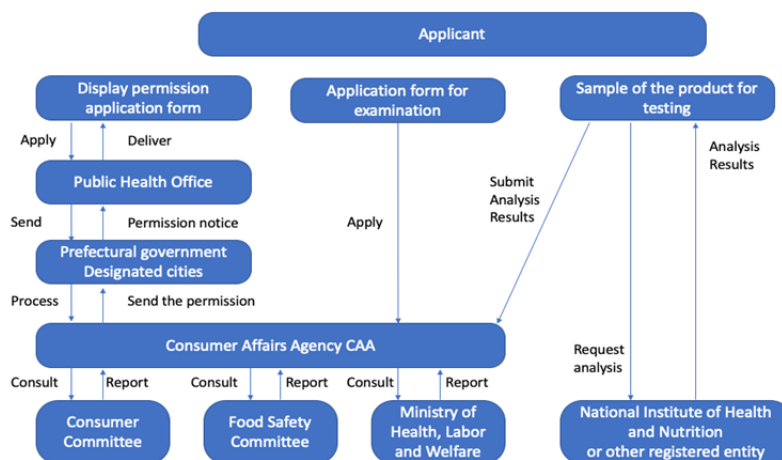 Applicant
Display permission
application form
Application form for
examination
Sample of the product for
testing
Apply
Deliver
Analysis
Results
Public Health Office
Submit
Analysis
Results
Send
Permission notice
Apply
Prefectural government
Designated cities
Process
Send the permission
Consumer Affairs Agency CAA
Request
analysis
Consult
Report
Consult
Report
Consult
Report
Consumer
Committee
Food Safety
Committee
Ministry of
Health, Labor
and Welfare
National Institute of Health
and Nutrition
or other registered entity